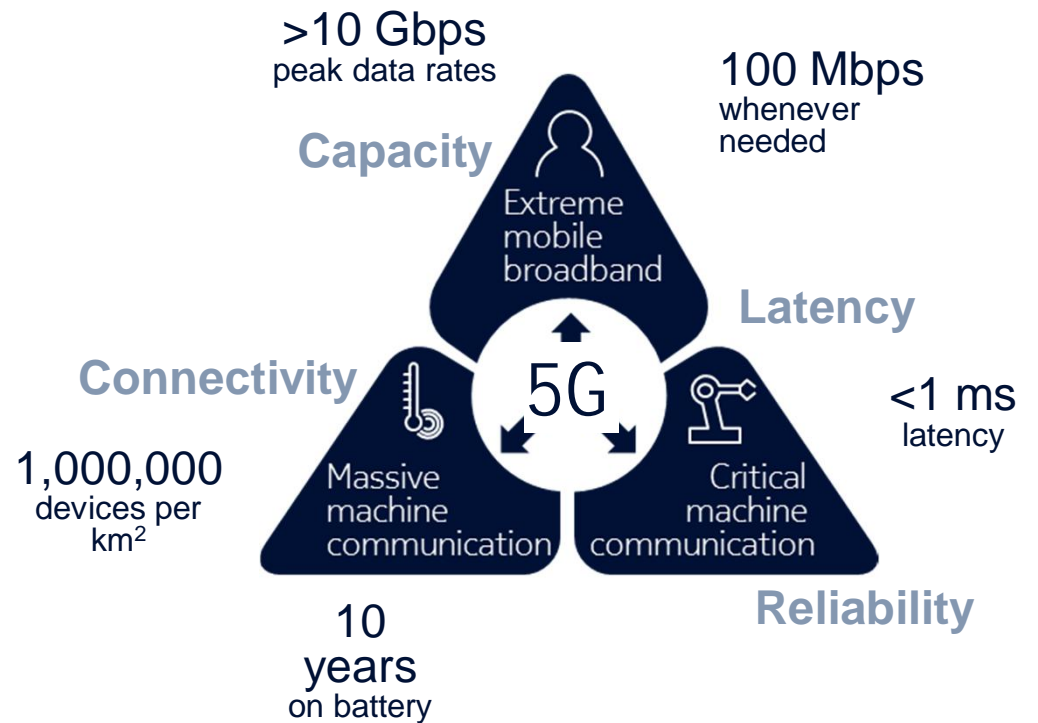 >10 Gbps
peak data rates
100 Mbps
whenever
needed
Capacity
Extreme
mobile
broadband
Latency
Connectivity
5G
<1 ms
latency
1,000,000
devices per
km²
Massive
machine
communication
Critical
machine
communication
Reliability
10
years
on battery